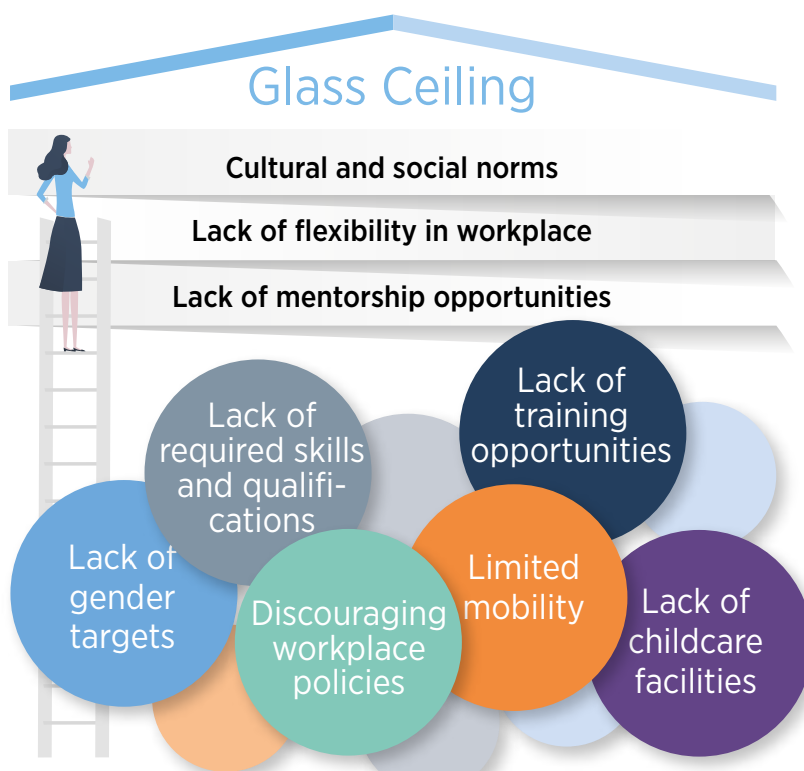 Glass Ceiling
Cultural and social norms
Lack of flexibility in workplace
Lack of mentorship opportunities
Lack of
training
opportunities
Lack of
required skills
and qualifi-
cations
Lack of
gender
targets
Discouraging
workplace
policies
Limited
mobility
Lack of
childcare
facilities